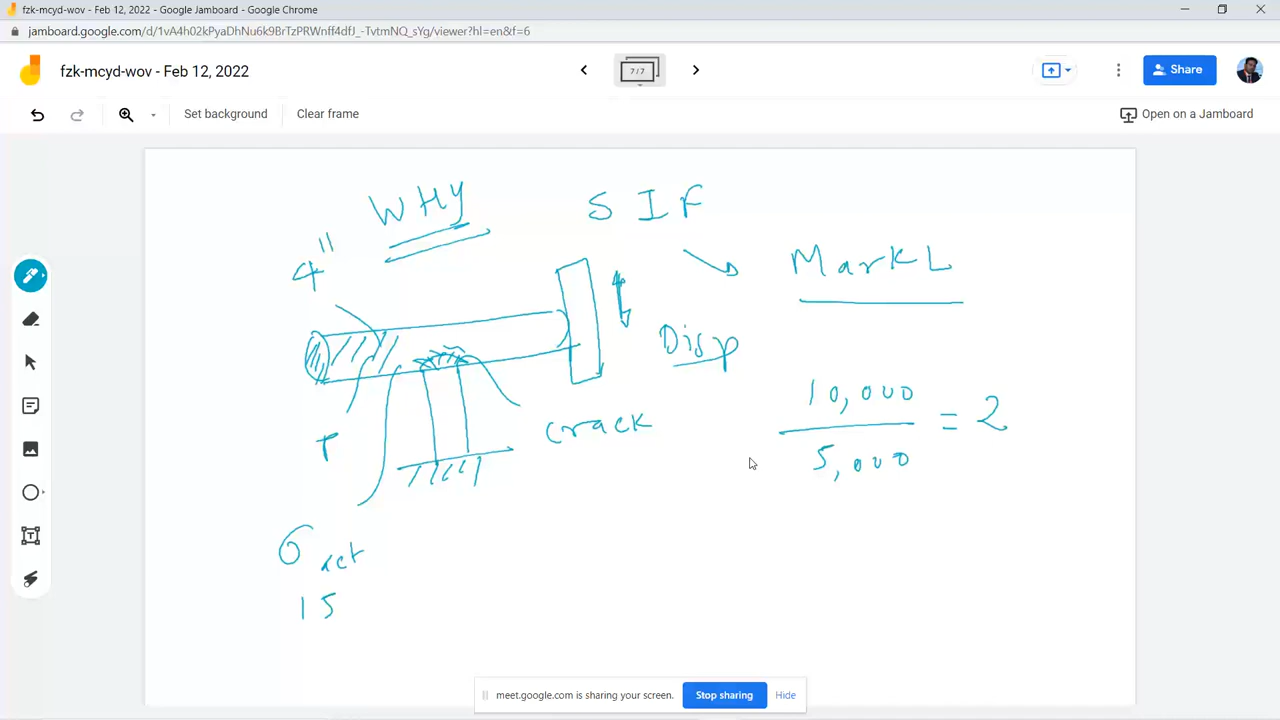 fzk-mcyd-wov - Feb 12, 2022 - Google Jamboard - Google Chrome
jamboard.google.com/d/1vA4h02kPyaDhNu6k9BrTzPRWnff4dfJ_-TvtmNQ_sYg/viewer?hl=en&f=6
fzk-mcyd-wov - Feb 12, 2022
7/7
Share
Set background
Clear frame
Open on a Jamboard
WHY SIF
4"
MarkL
Disp
10,000
5,000
= 2
crack
σ act
15
meet.google.com is sharing your screen.
Stop sharing
Hide